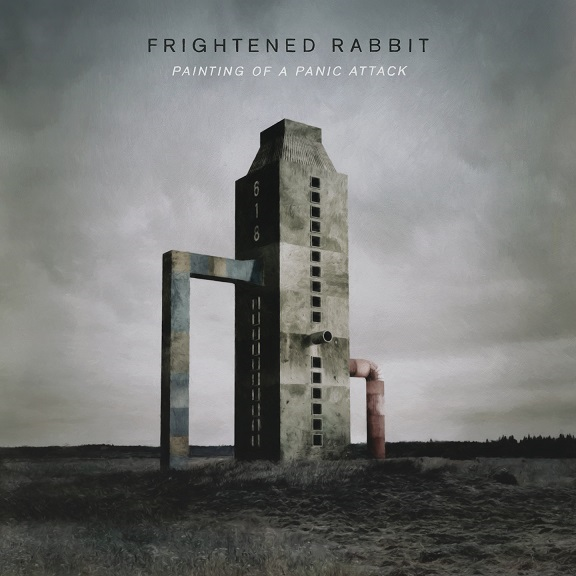 FRIGHTENED RABBIT
PAINTING OF A PANIC ATTACK
6
1
8